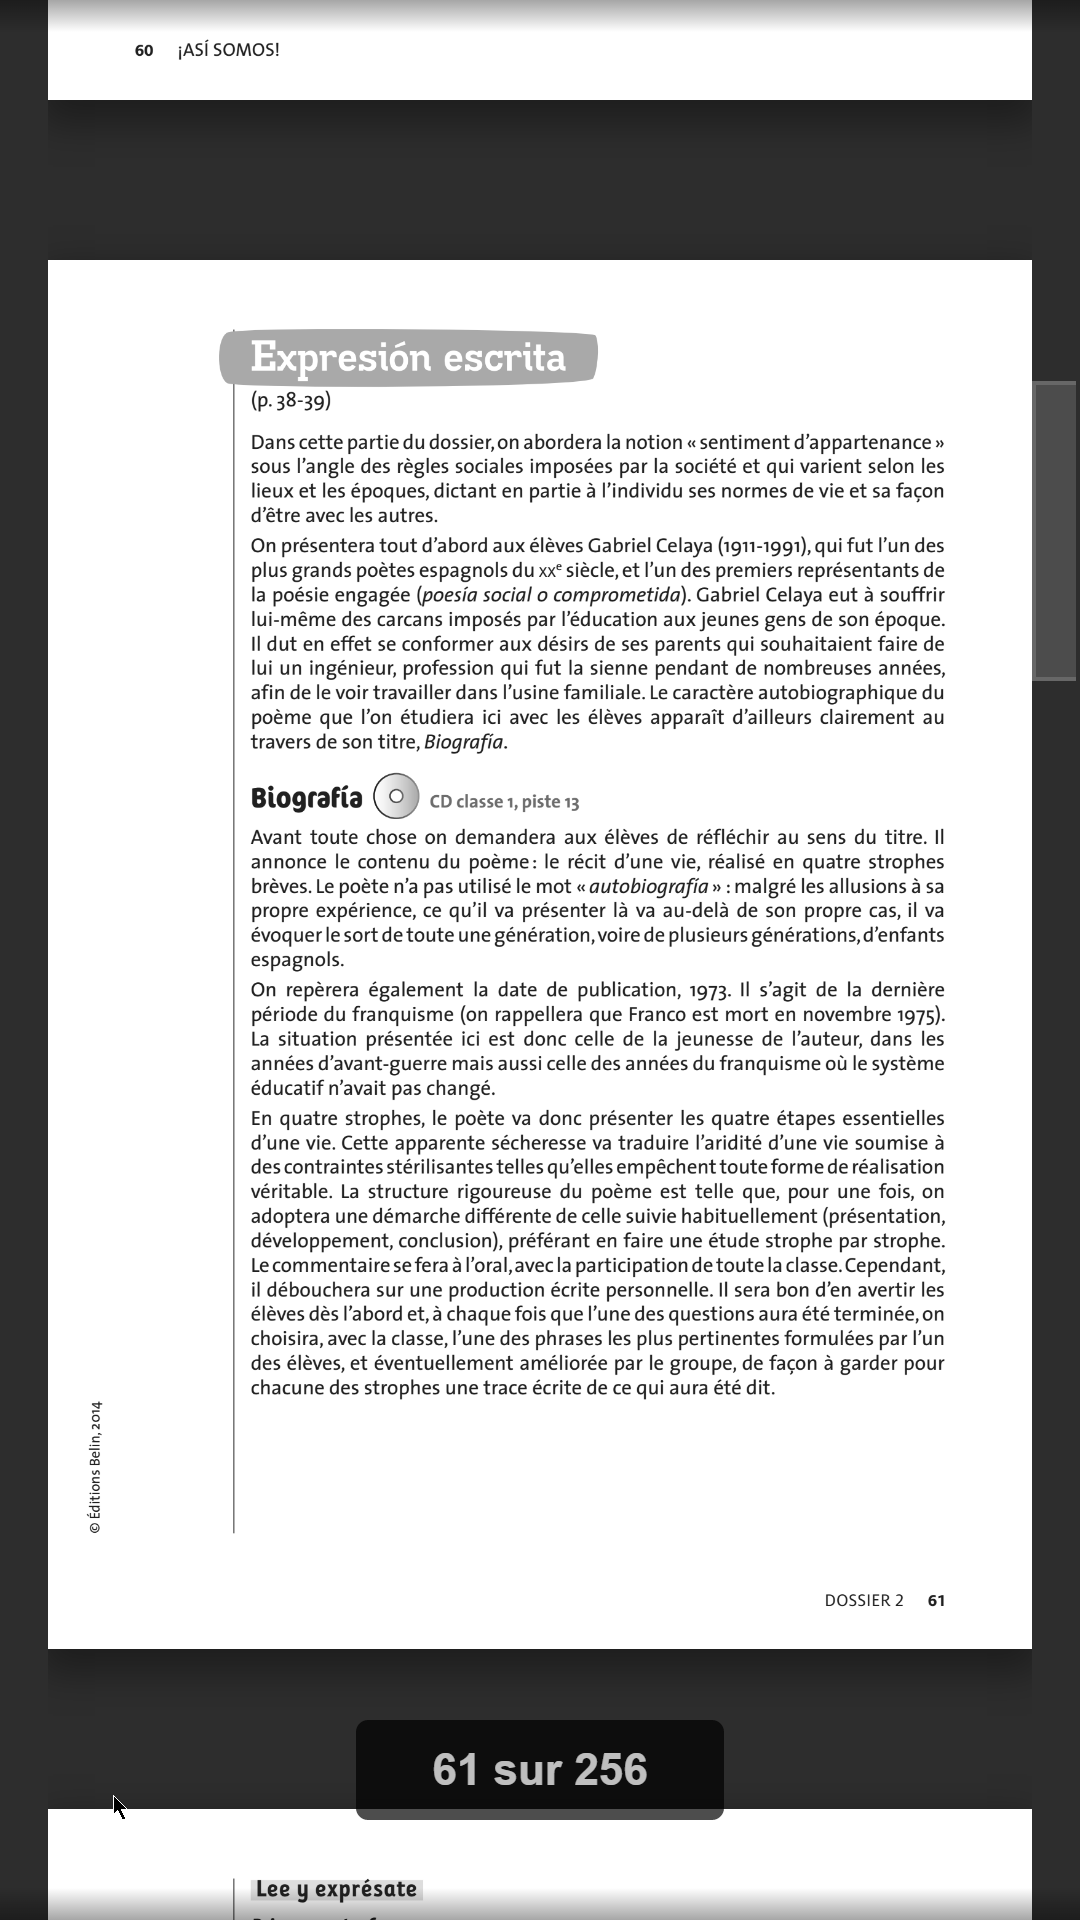 60 ¡ASÍ SOMOS!
Expresión escrita
(p. 38-39)
Dans cette partie du dossier, on abordera la notion « sentiment d’appartenance »
sous l’angle des règles sociales imposées par la société et qui varient selon les
lieux et les époques, dictant en partie à l’individu ses normes de vie et sa façon
d’être avec les autres.
On présentera tout d’abord aux élèves Gabriel Celaya (1911-1991), qui fut l’un des
plus grands poètes espagnols du XXe siècle, et l’un des premiers représentants de
la poésie engagée (poesía social o comprometida). Gabriel Celaya eut à souffrir
lui-même des carcans imposés par l’éducation aux jeunes gens de son époque.
Il dut en effet se conformer aux désirs de ses parents qui souhaitaient faire de
lui un ingénieur, profession qui fut la sienne pendant de nombreuses années,
afin de le voir travailler dans l’usine familiale. Le caractère autobiographique du
poème que l’on étudiera ici avec les élèves apparaît d’ailleurs clairement au
travers de son titre, Biografía.
Biografía CD classe 1, piste 13
Avant toute chose on demandera aux élèves de réfléchir au sens du titre. Il
annonce le contenu du poème : le récit d’une vie, réalisé en quatre strophes
brèves. Le poète n’a pas utilisé le mot « autobiografía » : malgré les allusions à sa
propre expérience, ce qu’il va présenter là va au-delà de son propre cas, il va
évoquer le sort de toute une génération, voire de plusieurs générations, d’enfants
espagnols.
On repèrera également la date de publication, 1973. Il s’agit de la dernière
période du franquisme (on rappellera que Franco est mort en novembre 1975).
La situation présentée ici est donc celle de la jeunesse de l’auteur, dans les
années d’avant-guerre mais aussi celle des années du franquisme où le système
éducatif n’avait pas changé.
En quatre strophes, le poète va donc présenter les quatre étapes essentielles
d’une vie. Cette apparente sécheresse va traduire l’aridité d’une vie soumise à
des contraintes stérilisantes telles qu’elles empêchent toute forme de réalisation
véritable. La structure rigoureuse du poème est telle que, pour une fois, on
adoptera une démarche différente de celle suivie habituellement (présentation,
développement, conclusion), préférant en faire une étude strophe par strophe.
Le commentaire se fera à l’oral, avec la participation de toute la classe. Cependant,
il débouchera sur une production écrite personnelle. Il sera bon d’en avertir les
élèves dès l’abord et, à chaque fois que l’une des questions aura été terminée, on
choisira, avec la classe, l’une des phrases les plus pertinentes formulées par l’un
des élèves, et éventuellement améliorée par le groupe, de façon à garder pour
chacune des strophes une trace écrite de ce qui aura été dit.
© Éditions Belin, 2014
DOSSIER 2 61
61 sur 256
Lee y exprésate